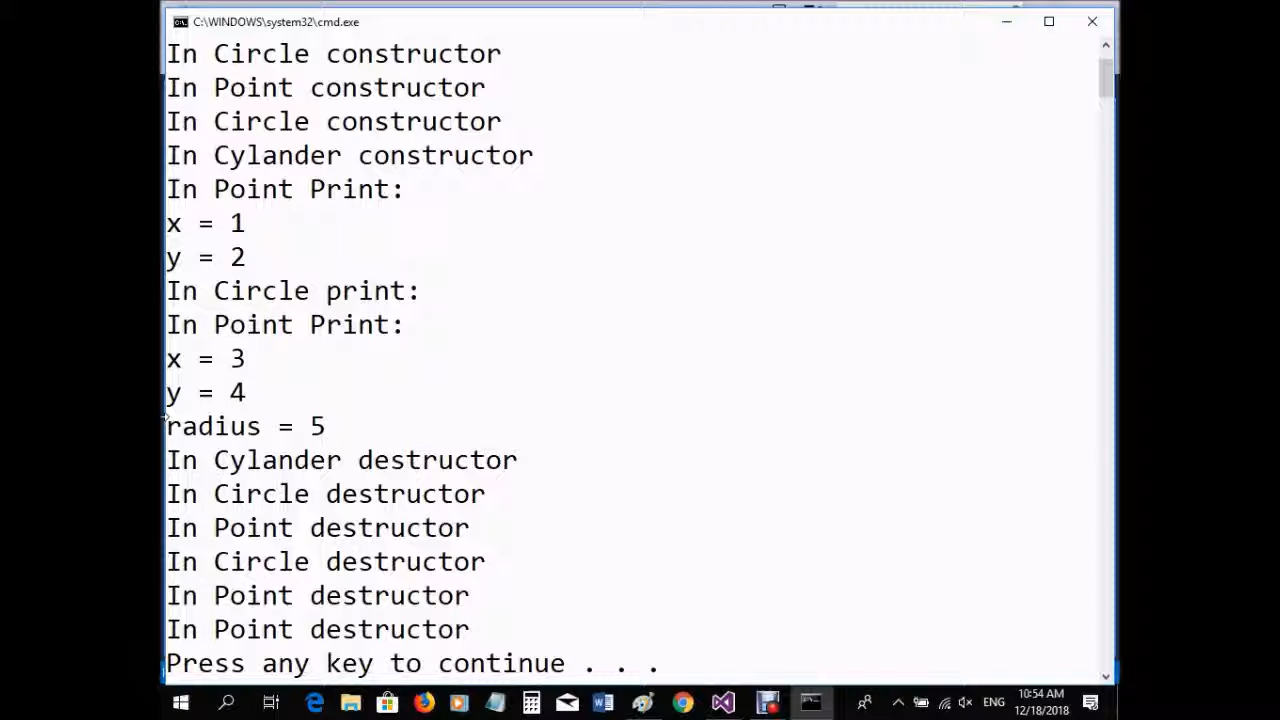 C:\WINDOWS\system32\cmd.exe
In Circle constructor
In Point constructor
In Circle constructor
In Cylander constructor
In Point Print:
x = 1
y = 2
In Circle print:
In Point Print:
x = 3
y = 4
radius = 5
In Cylander destructor
In Circle destructor
In Point destructor
In Circle destructor
In Point destructor
In Point destructor
Press any key to continue . . .
ENG
10:54 AM
12/18/2018